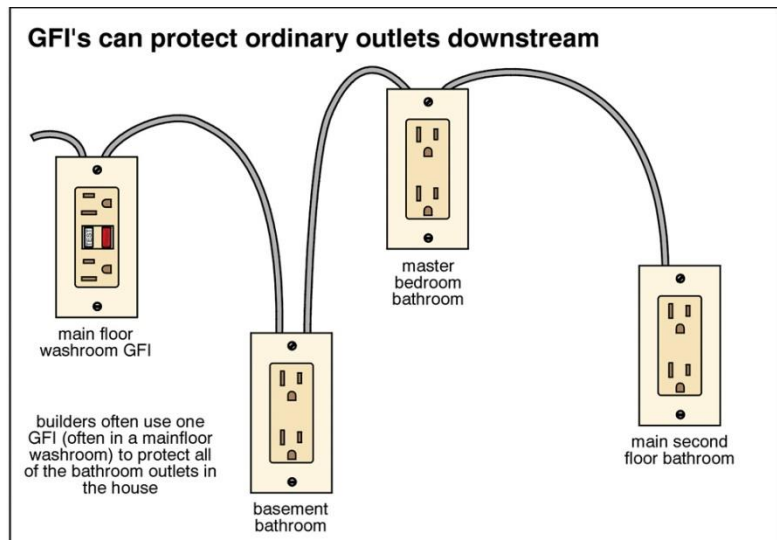 GFI's can protect ordinary outlets downstream
main floor
washroom GFI
master
bedroom
bathroom
builders often use one
GFI (often in a mainfloor
washroom) to protect all
of the bathroom outlets in
the house
basement
bathroom
main second
floor bathroom